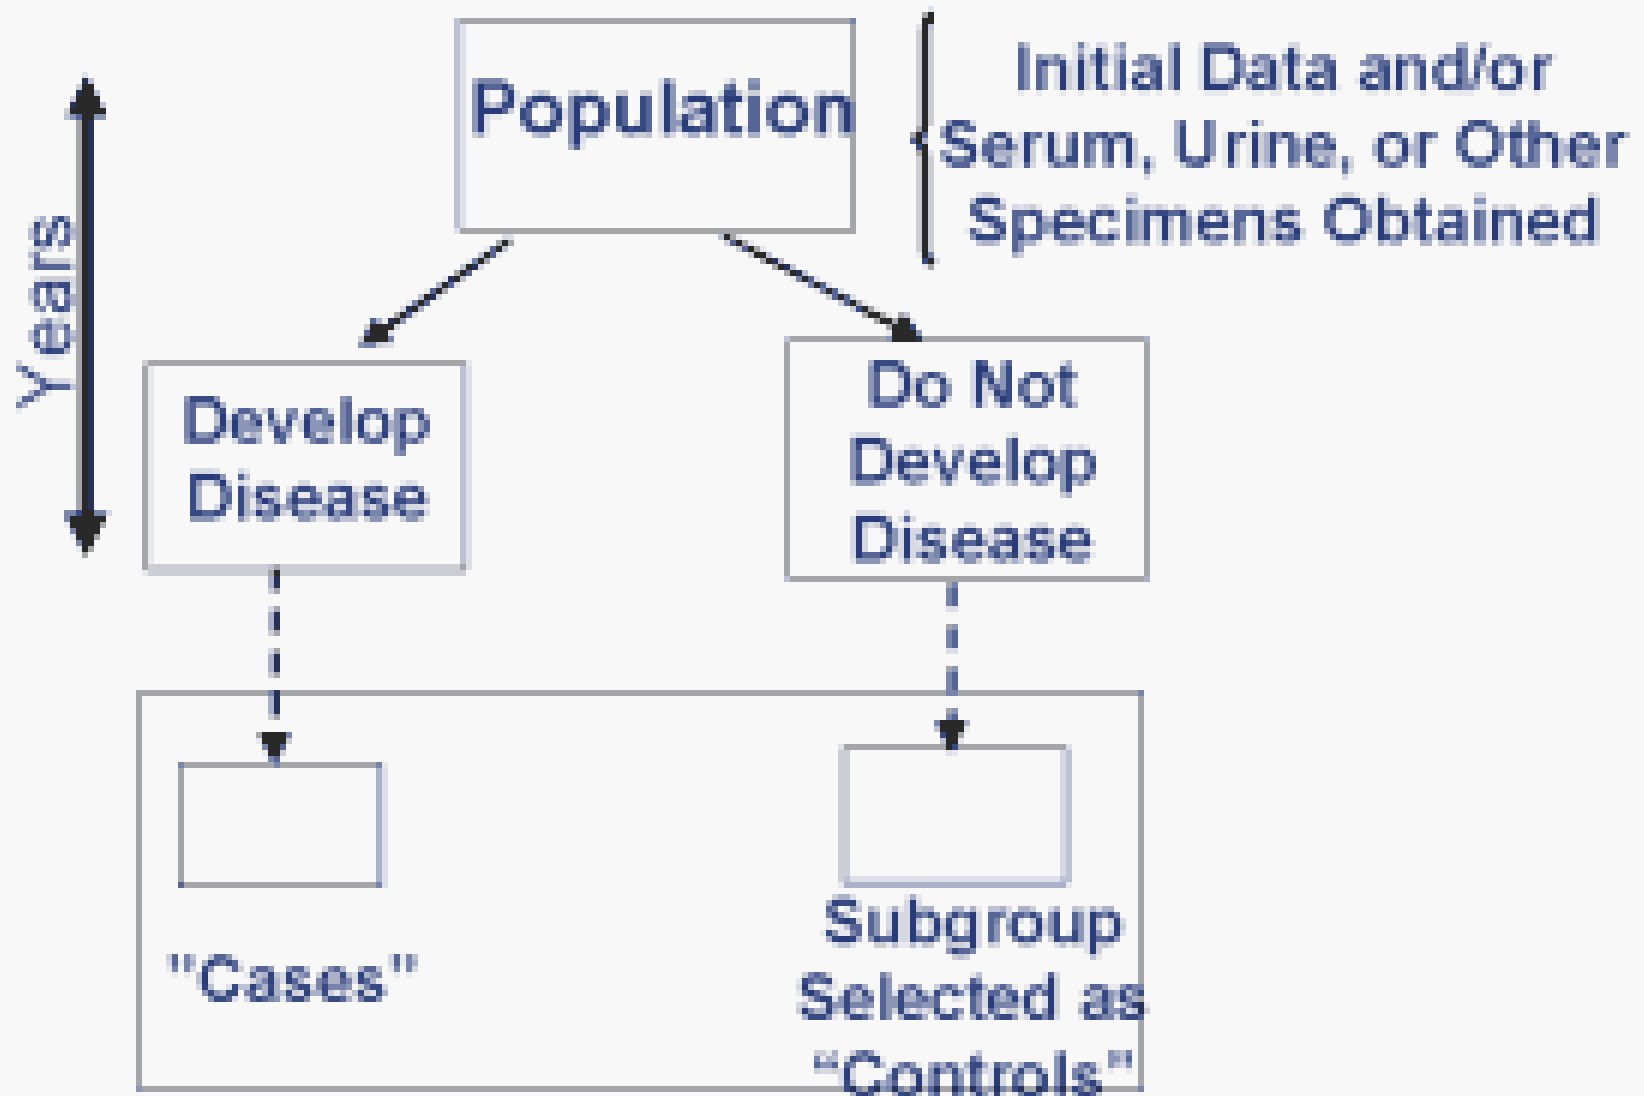 Population
Initial Data and/or
Serum, Urine, or Other
Specimens Obtained
Years
Develop
Disease
Do Not
Develop
Disease
"Cases"
Subgroup
Selected as
“Controls”